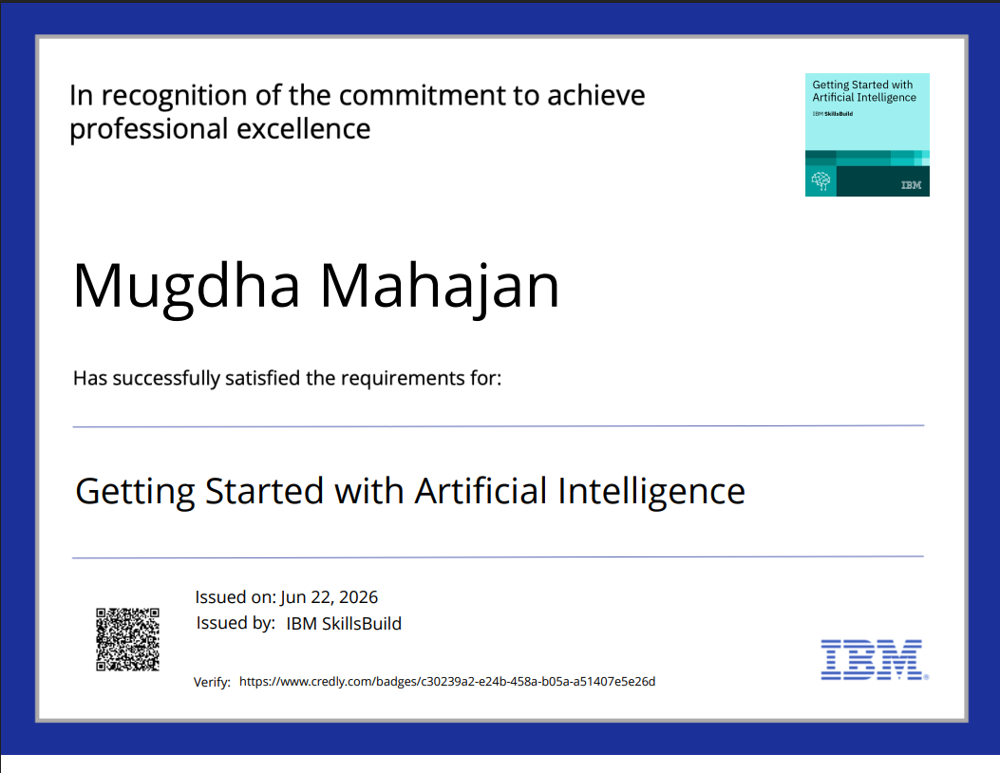 In recognition of the commitment to achieve
professional excellence
Getting Started with
Artificial Intelligence
IBM SkillsBuild
IBM
Mugdha Mahajan
Has successfully satisfied the requirements for:
Getting Started with Artificial Intelligence
Issued on: Jun 22, 2026
Issued by: IBM SkillsBuild
Verify: https://www.credly.com/badges/c30239a2-e24b-458a-b05a-a51407e5e26d
IBM®